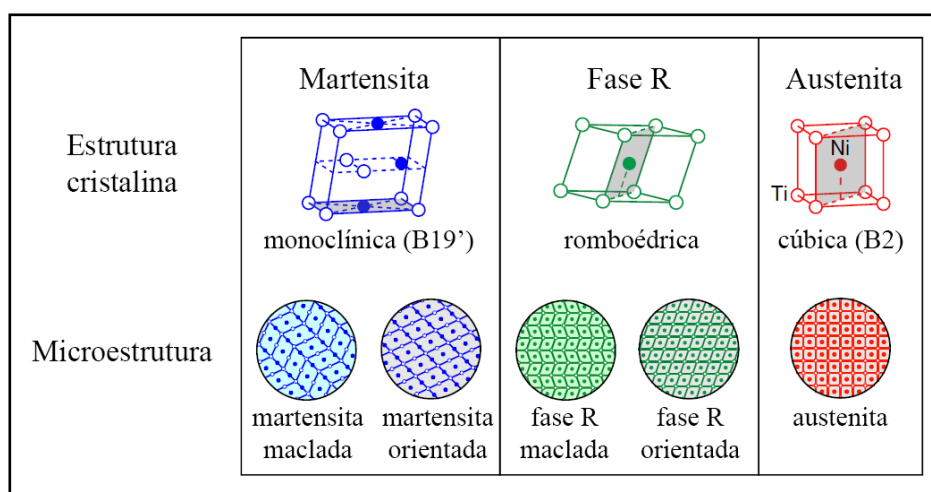 Martensita
Fase R
Austenita
Estrutura
cristalina
Ni
Ti
monoclínica (B19’)
romboédrica
cúbica (B2)
Microestrutura
martensita
maclada
martensita
orientada
fase R
maclada
fase R
orientada
austenita